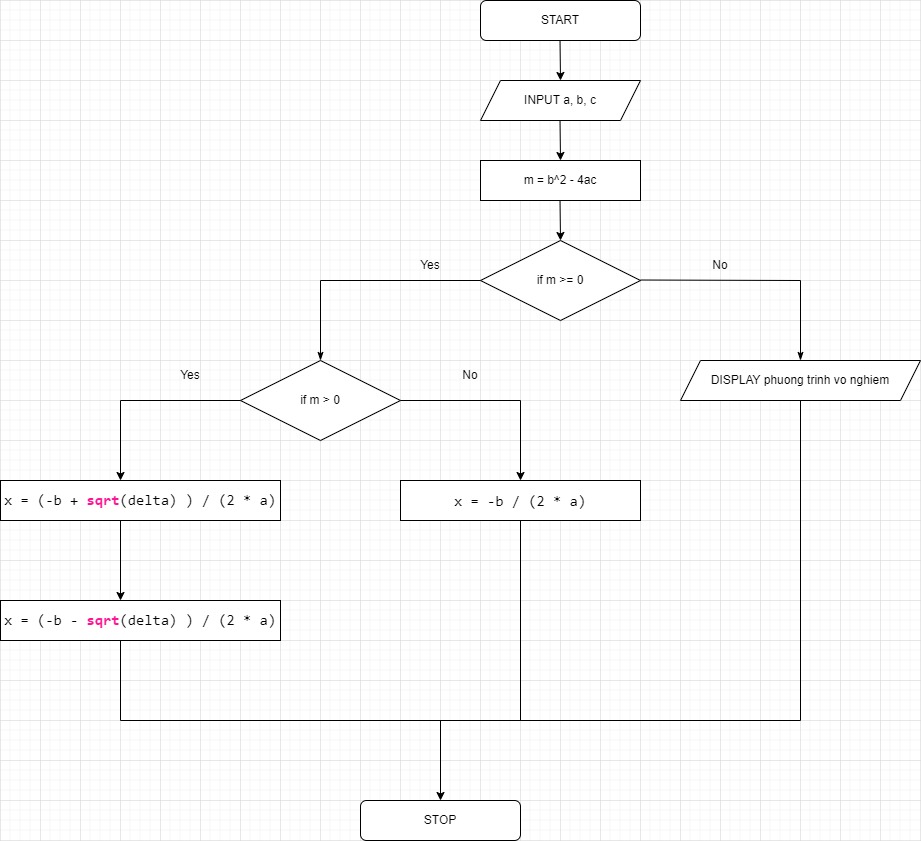 START
INPUT a, b, c
m = b^2 - 4ac
Yes
if m >= 0
No
Yes
if m > 0
No
DISPLAY phuong trinh vo nghiem
x = (-b + sqrt(delta) ) / (2 * a)
x = -b / (2 * a)
x = (-b - sqrt(delta) ) / (2 * a)
STOP